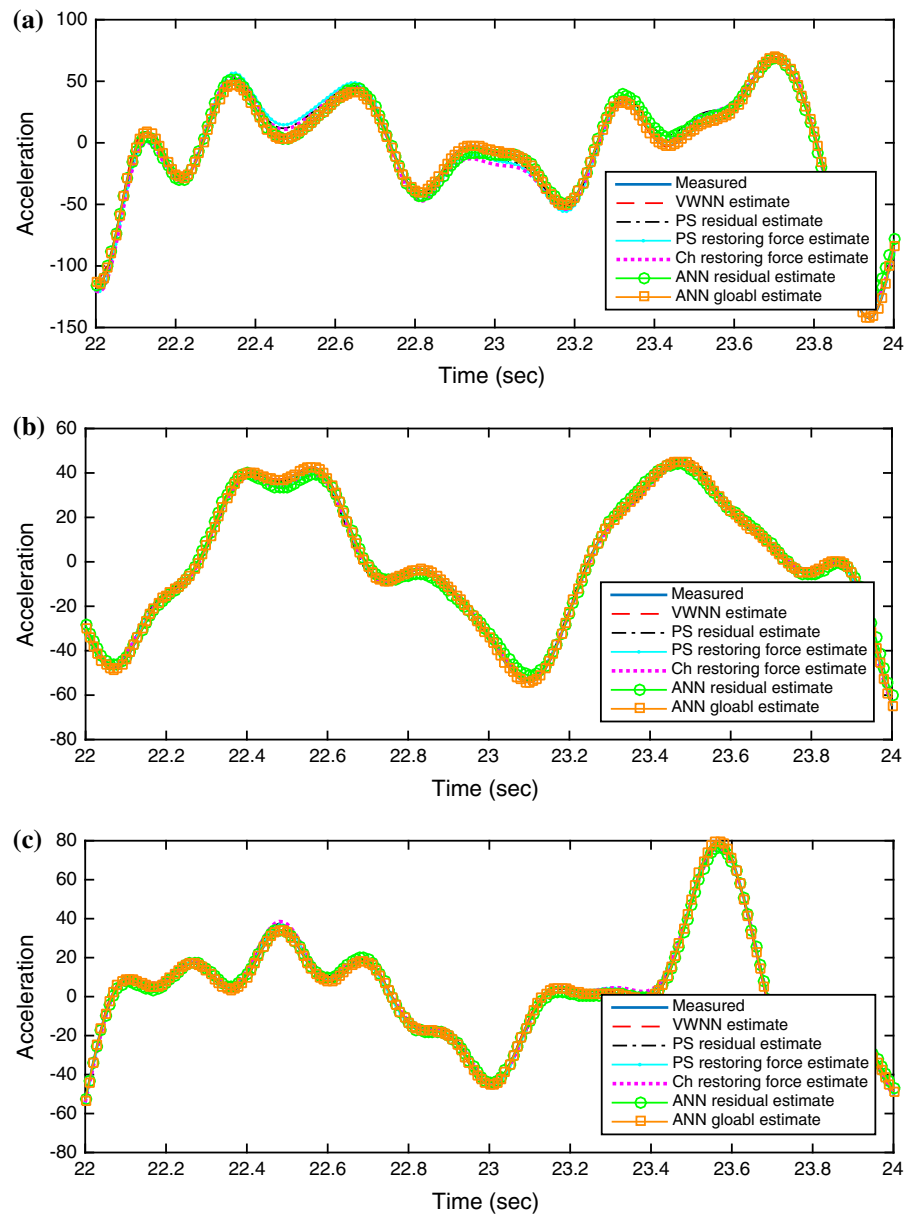 (a)
100
50
0
-50
-100
-150
Acceleration
Measured
VWNN estimate
PS residual estimate
PS restoring force estimate
Ch restoring force estimate
ANN residual estimate
ANN gloabl estimate
22 22.2 22.4 22.6 22.8 23 23.2 23.4 23.6 23.8 24
Time (sec)
(b)
60
40
20
0
-20
-40
-60
-80
Acceleration
Measured
VWNN estimate
PS residual estimate
PS restoring force estimate
Ch restoring force estimate
ANN residual estimate
ANN gloabl estimate
22 22.2 22.4 22.6 22.8 23 23.2 23.4 23.6 23.8 24
Time (sec)
(c)
80
60
40
20
0
-20
-40
-60
-80
Acceleration
Measured
VWNN estimate
PS residual estimate
PS restoring force estimate
Ch restoring force estimate
ANN residual estimate
ANN gloabl estimate
22 22.2 22.4 22.6 22.8 23 23.2 23.4 23.6 23.8 24
Time (sec)